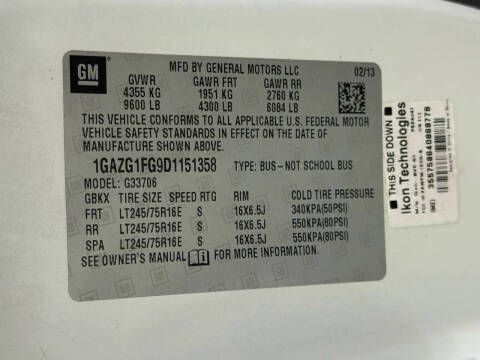 GM
MFD BY GENERAL MOTORS LLC
02/13
GVWR GAWR FRT GAWR RR
4355 KG 1951 KG 2760 KG
9600 LB 4300 LB 6084 LB
THIS VEHICLE CONFORMS TO ALL APPLICABLE U.S. FEDERAL MOTOR
VEHICLE SAFETY STANDARDS IN EFFECT ON THE DATE OF
MANUFACTURE SHOWN ABOVE.
1GAZG1FG9D1151358 TYPE: BUS–NOT SCHOOL BUS
MODEL: G33706
GBKX TIRE SIZE SPEED RTG RIM COLD TIRE PRESSURE
FRT LT245/75R16E S 16X6.5J 340KPA(50PSI)
RR LT245/75R16E S 16X6.5J 550KPA(80PSI)
SPA LT245/75R16E S 16X6.5J 550KPA(80PSI)
SEE OWNER'S MANUAL FOR ADDITIONAL INFORMATION.
THIS SIDE DOWN
Ikon Technologies